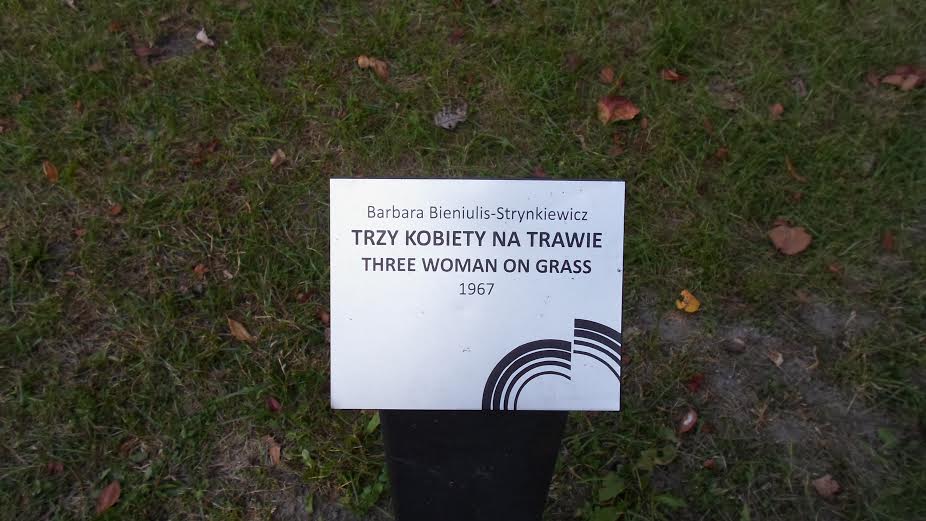 Barbara Bieniulis-Strynkiewicz
TRZY KOBIETY NA TRAWIE
THREE WOMAN ON GRASS
1967